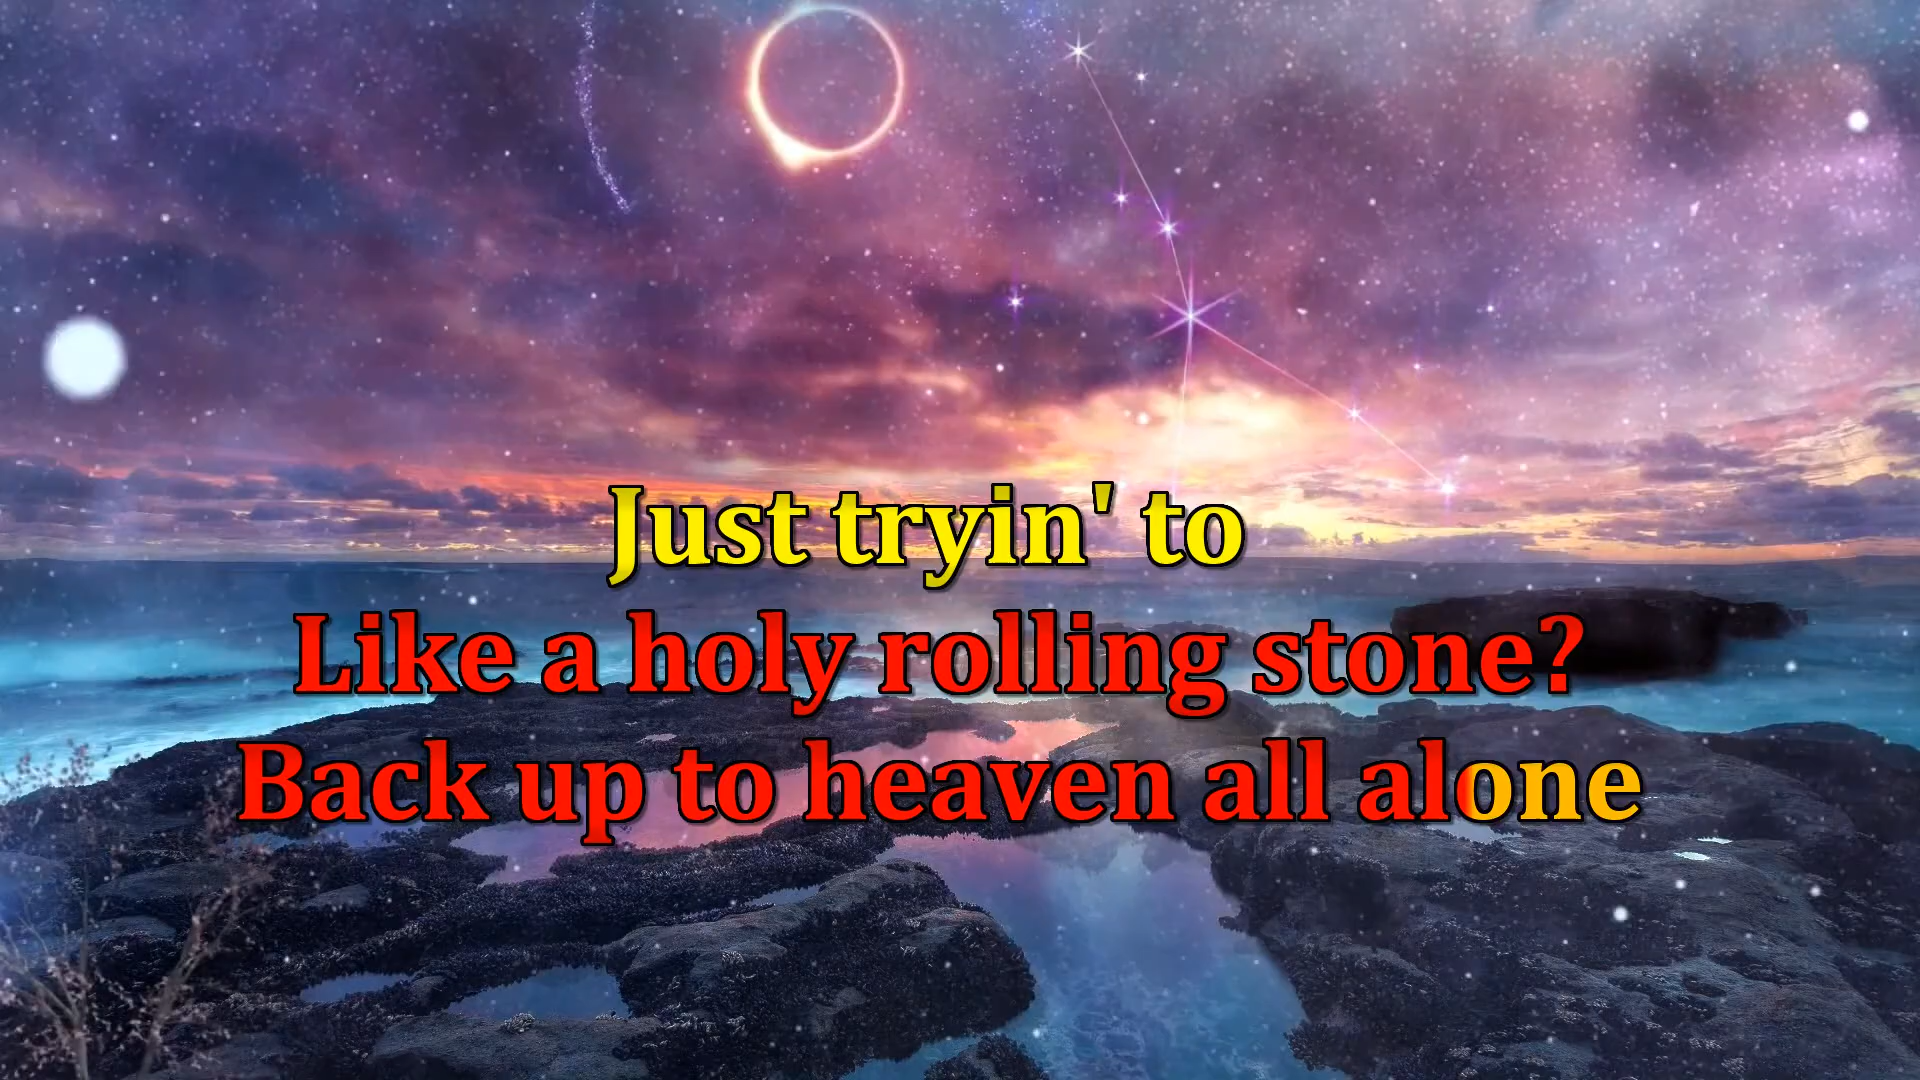 Just tryin' to
Like a holy rolling stone?
Back up to heaven all alone